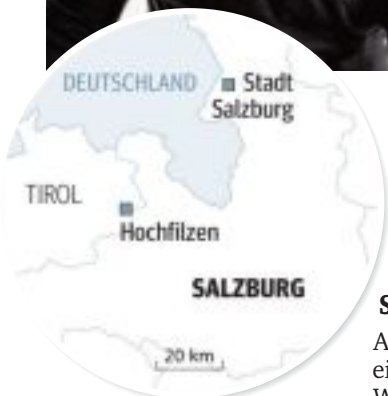 DEUTSCHLAND
Stadt
Salzburg
TIROL
Hochfilzen
SALZBURG
20 km